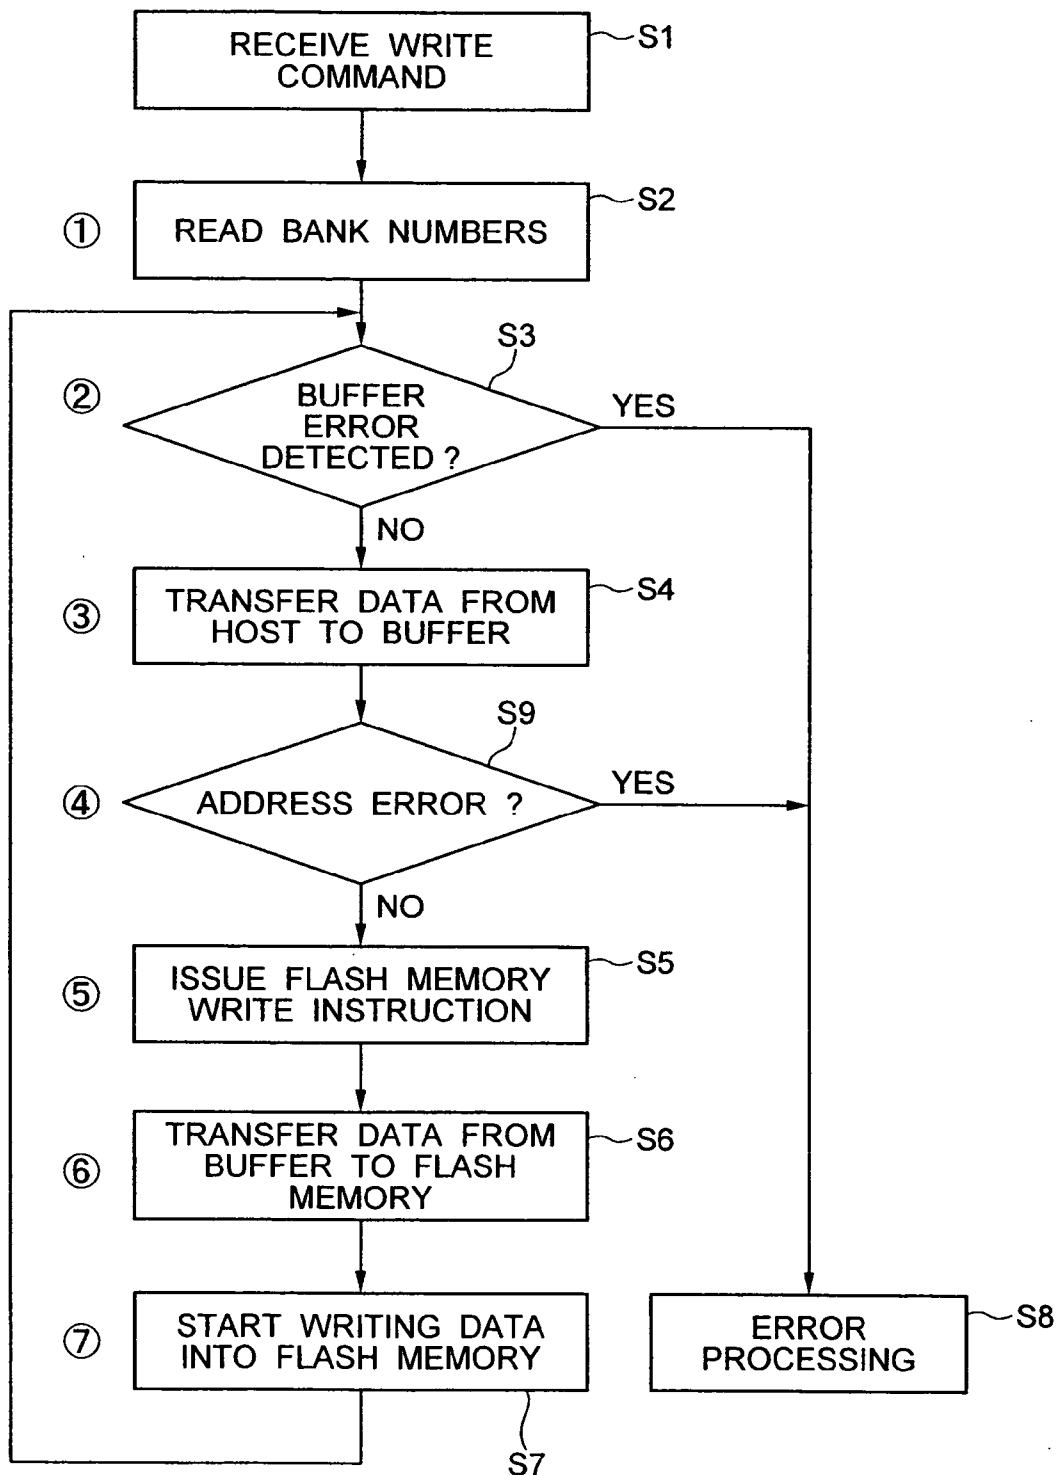 RECEIVE WRITE
COMMAND
S1
① READ BANK NUMBERS
S2
S3
② BUFFER
ERROR
DETECTED ?
YES
NO
③ TRANSFER DATA FROM
HOST TO BUFFER
S4
S9
④ ADDRESS ERROR ?
YES
NO
⑤ ISSUE FLASH MEMORY
WRITE INSTRUCTION
S5
⑥ TRANSFER DATA FROM
BUFFER TO FLASH
MEMORY
S6
⑦ START WRITING DATA
INTO FLASH MEMORY
S7
ERROR
PROCESSING
S8